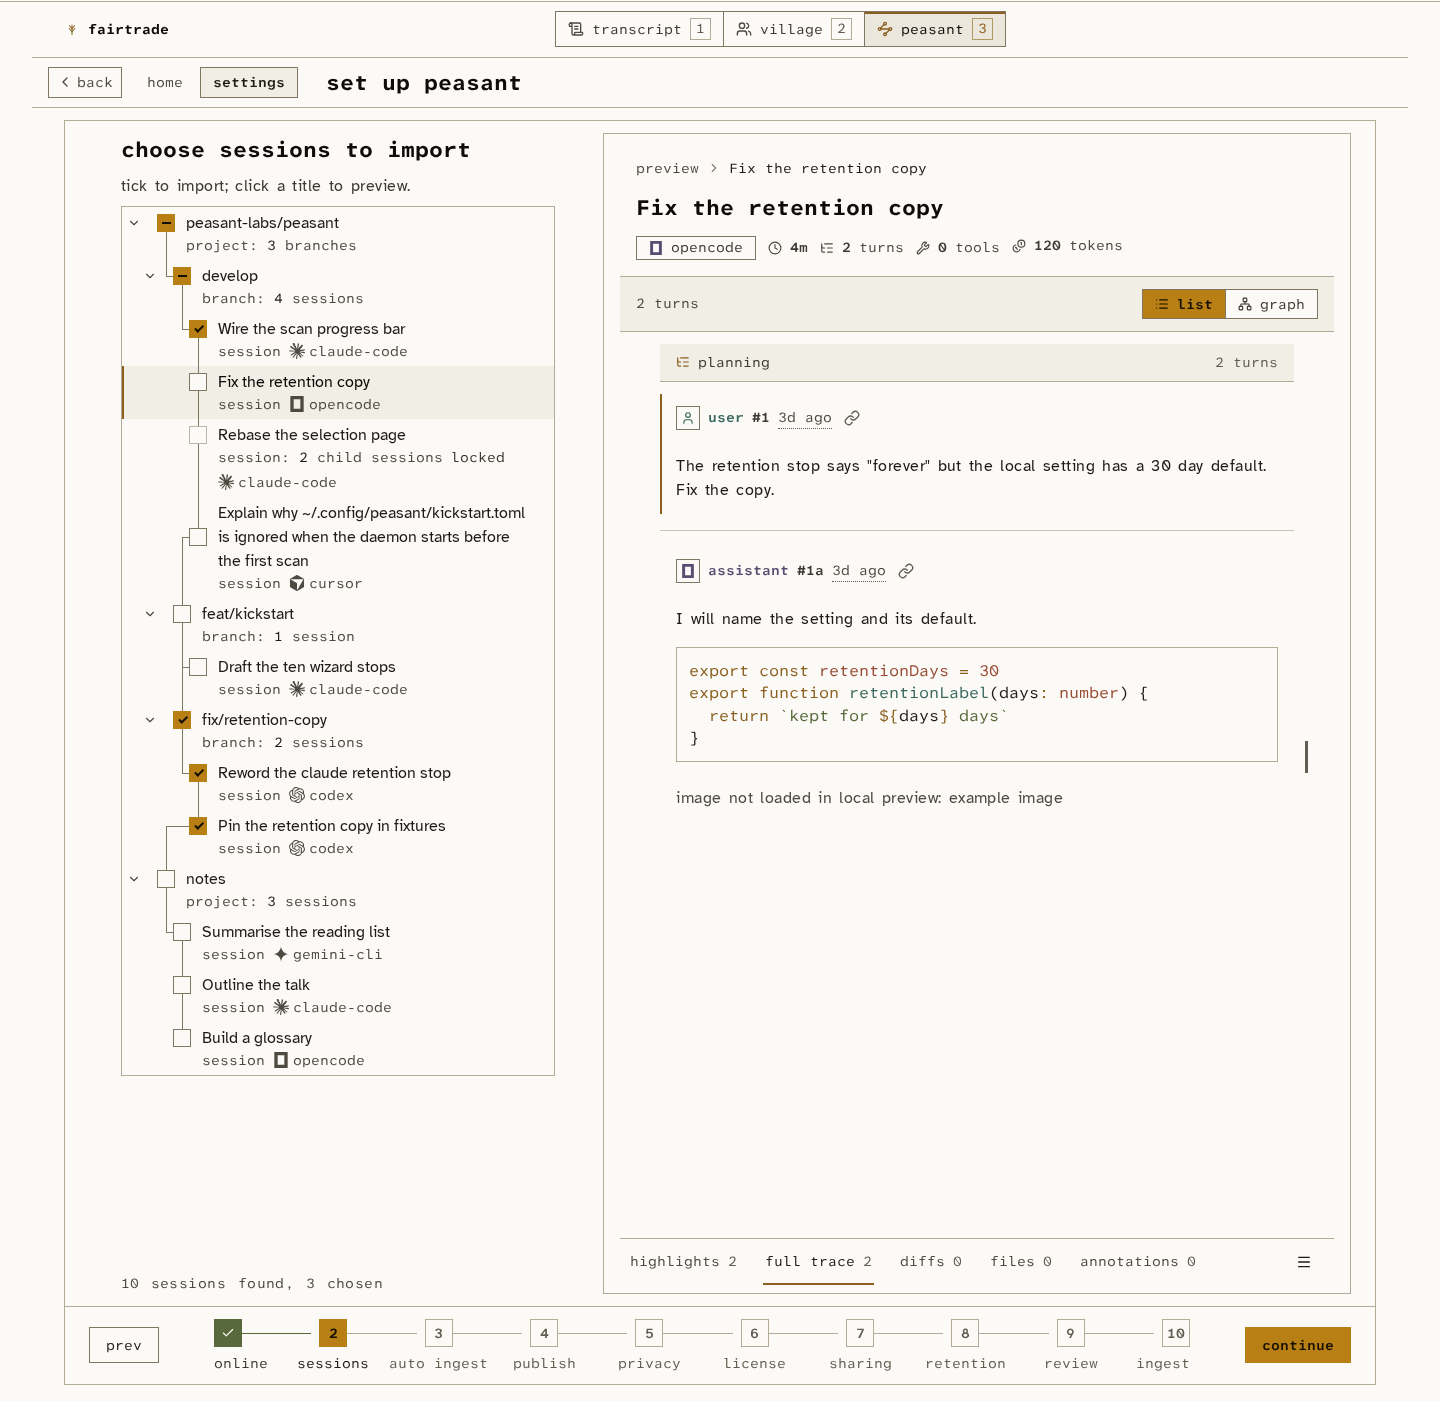 fairtrade
transcript 1
village 2
peasant 3
back
home
settings
set up peasant
choose sessions to import
tick to import; click a title to preview.
peasant-labs/peasant
project: 3 branches
develop
branch: 4 sessions
Wire the scan progress bar
session claude-code
Fix the retention copy
session opencode
Rebase the selection page
session: 2 child sessions locked
claude-code
Explain why ~/.config/peasant/kickstart.toml
is ignored when the daemon starts before
the first scan
session cursor
feat/kickstart
branch: 1 session
Draft the ten wizard stops
session claude-code
fix/retention-copy
branch: 2 sessions
Reword the claude retention stop
session codex
Pin the retention copy in fixtures
session codex
notes
project: 3 sessions
Summarise the reading list
session gemini-cli
Outline the talk
session claude-code
Build a glossary
session opencode
10 sessions found, 3 chosen
preview > Fix the retention copy
Fix the retention copy
opencode 4m 2 turns 0 tools 120 tokens
2 turns
list
graph
planning 2 turns
user #1 3d ago
The retention stop says "forever" but the local setting has a 30 day default.
Fix the copy.
assistant #1a 3d ago
I will name the setting and its default.
export const retentionDays = 30
export function retentionLabel(days: number) {
  return `kept for ${days} days`
}
image not loaded in local preview: example image
highlights 2
full trace 2
diffs 0
files 0
annotations 0
prev
online
2 sessions
3 auto ingest
4 publish
5 privacy
6 license
7 sharing
8 retention
9 review
10 ingest
continue